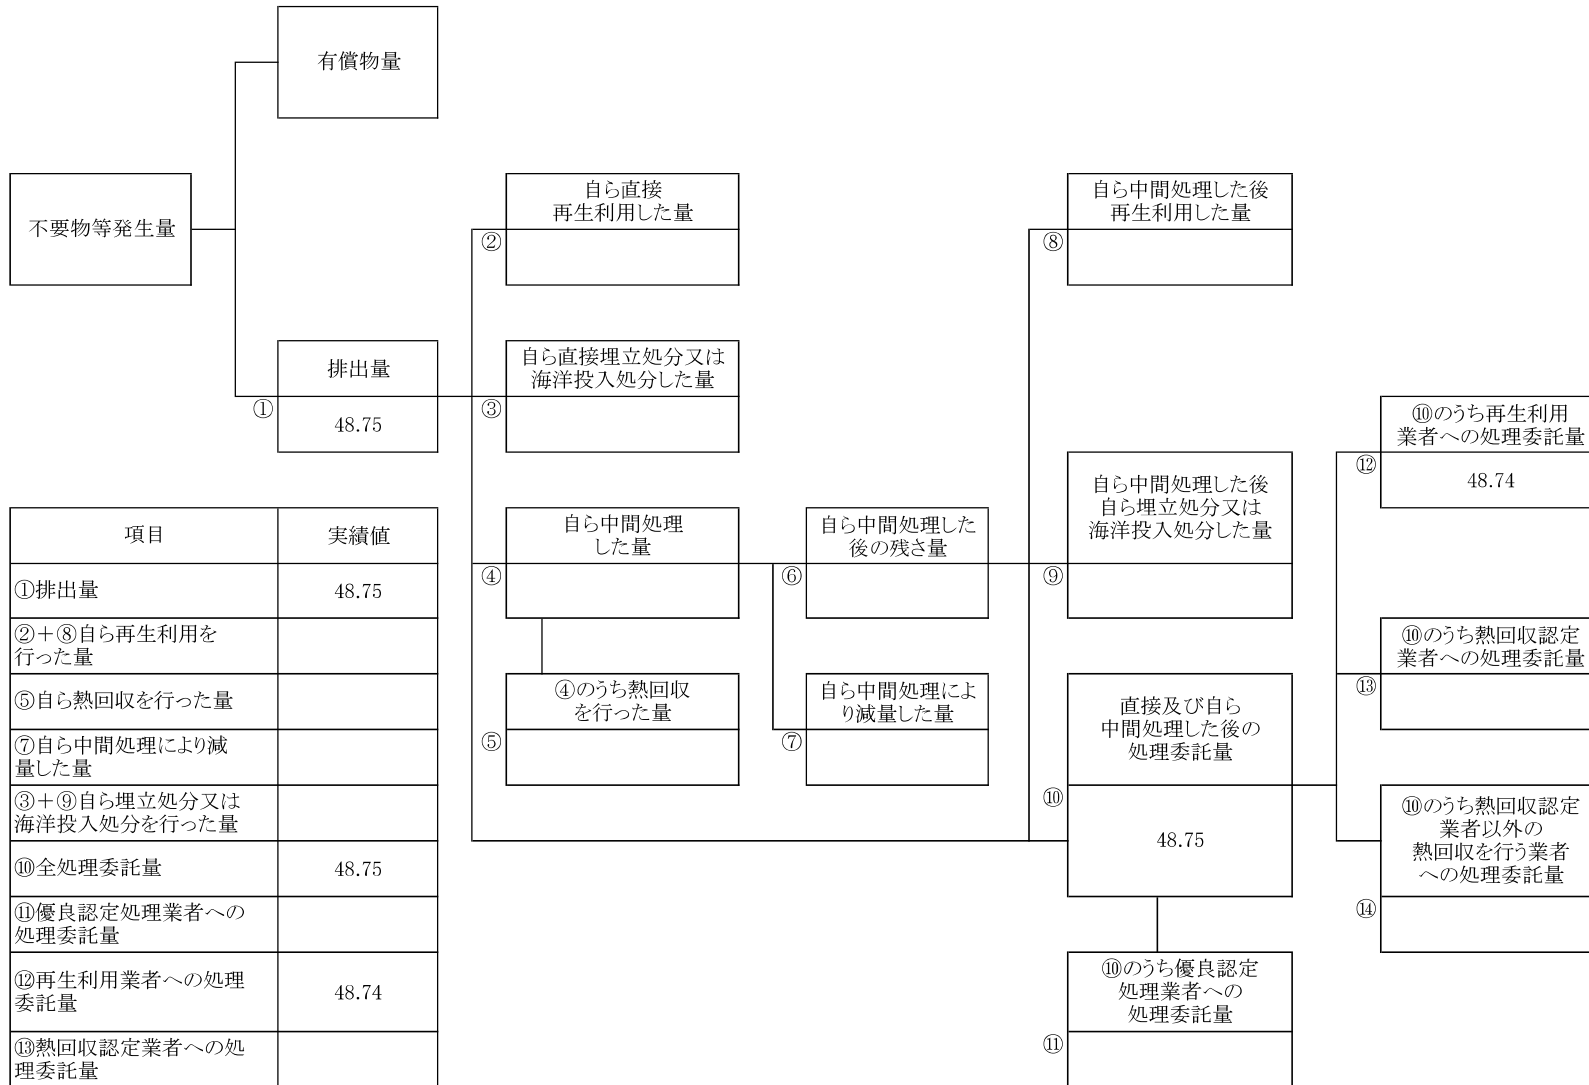 有償物量
不要物等発生量
自ら直接
再生利用した量
②
自ら中間処理した後
再生利用した量
⑧
排出量
①
48.75
自ら直接埋立処分又は
海洋投入処分した量
③
⑩のうち再生利用
業者への処理委託量
⑫
48.74
自ら中間処理した後
自ら埋立処分又は
海洋投入処分した量
⑨
自ら中間処理
した量
④
自ら中間処理した
後の残さ量
⑥
④のうち熱回収
を行った量
⑤
自ら中間処理によ
り減量した量
⑦
直接及び自ら
中間処理した後の
処理委託量
⑩
48.75
⑩のうち熱回収認定
業者への処理委託量
⑬
⑩のうち熱回収認定
業者以外の
熱回収を行う業者
への処理委託量
⑭
⑩のうち優良認定
処理業者への
処理委託量
⑪
項目 実績値
①排出量 48.75
②＋⑧自ら再生利用を
行った量
⑤自ら熱回収を行った量
⑦自ら中間処理により減
量した量
③＋⑨自ら埋立処分又は
海洋投入処分を行った量
⑩全処理委託量 48.75
⑪優良認定処理業者への
処理委託量
⑫再生利用業者への処理
委託量 48.74
⑬熱回収認定業者への処
理委託量